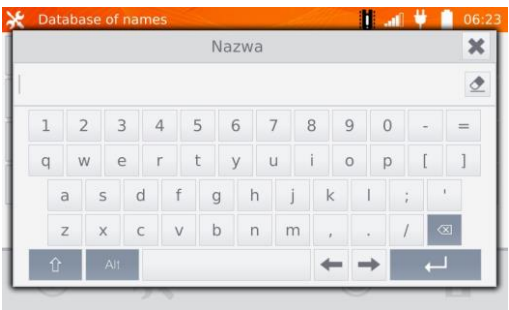 Database of names 06:23
Nazwa
1 2 3 4 5 6 7 8 9 0 - =
q w e r t y u i o p [ ]
a s d f g h j k l ; '
z x c v b n m , . /
Alt